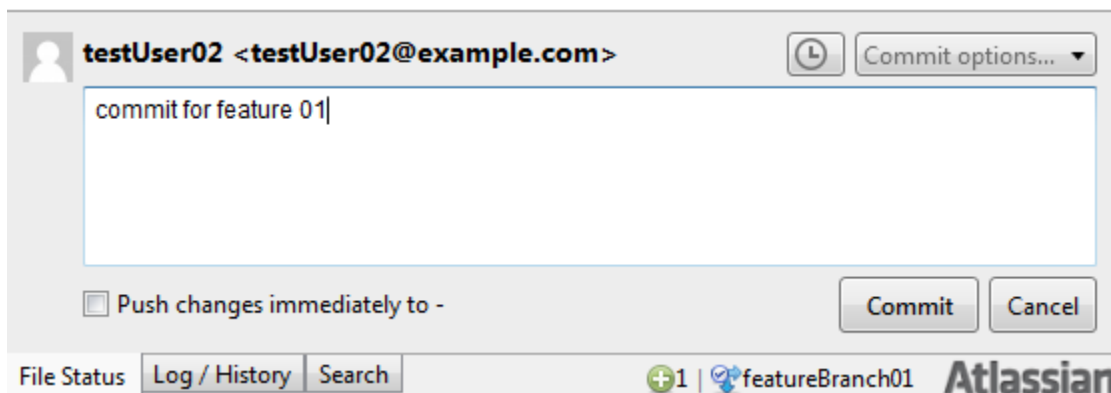 testUser02 <testUser02@example.com>
Commit options...
commit for feature 01
Push changes immediately to -
Commit
Cancel
File Status
Log / History
Search
1
featureBranch01
Atlassian